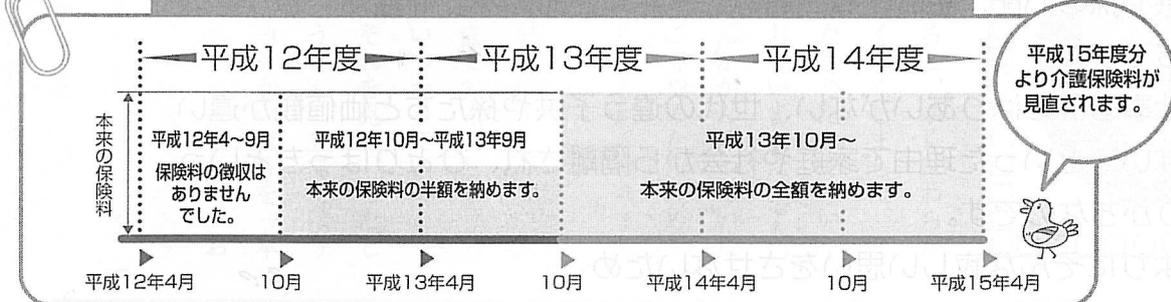 平成12年度
平成13年度
平成14年度
平成15年度分
より介護保険料が
見直されます。
本来の保険料
平成12年4〜9月
保険料の徴収は
ありません
でした。
平成12年10月〜平成13年9月
本来の保険料の半額を納めます。
平成13年10月〜
本来の保険料の全額を納めます。
平成12年4月
10月
平成13年4月
10月
平成14年4月
10月
平成15年4月